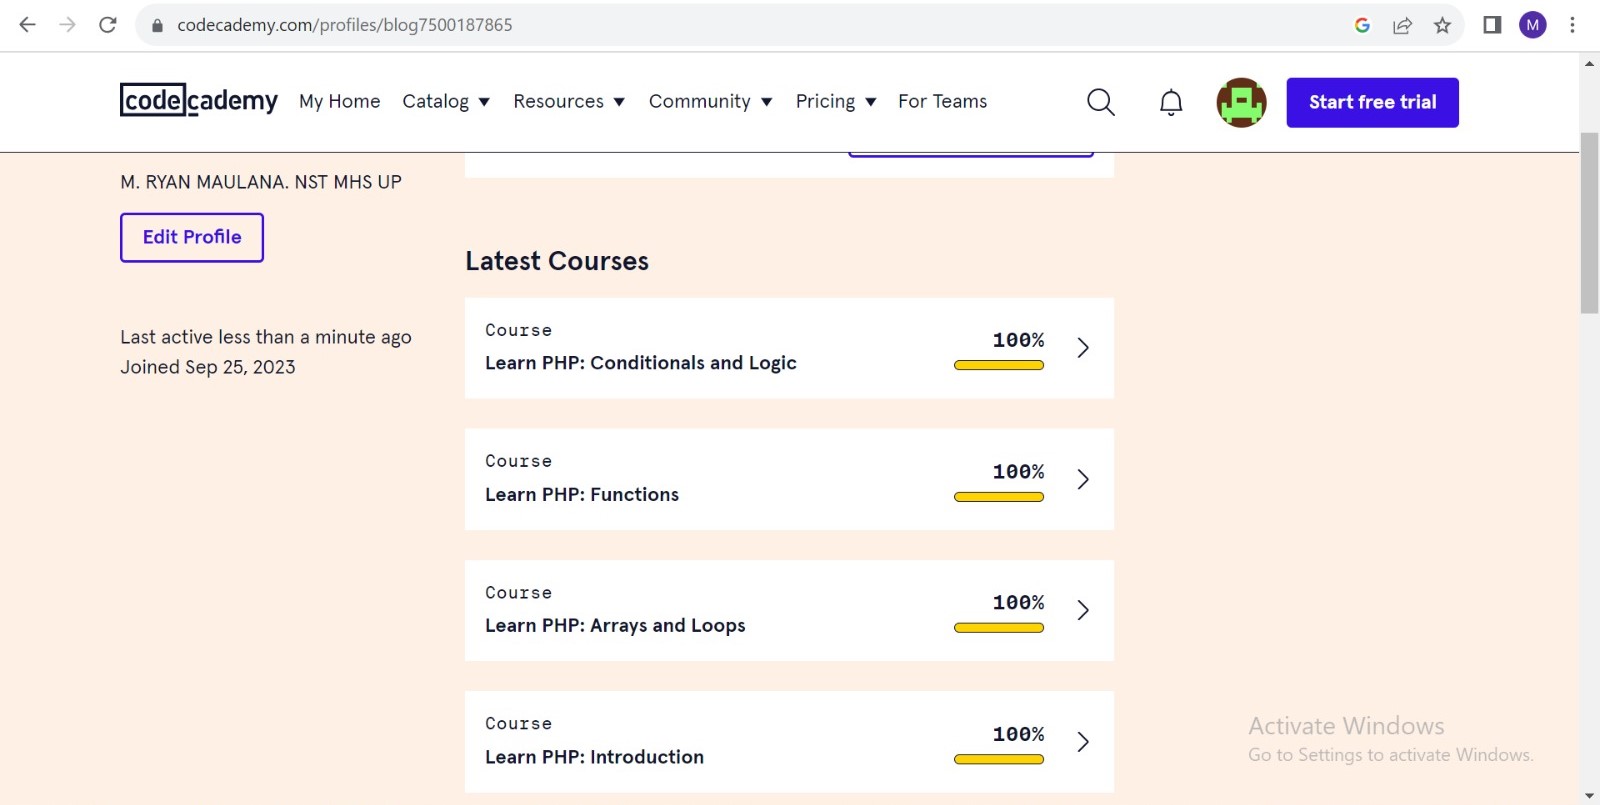 codecademy.com/profiles/blog7500187865
M
codecademy My Home Catalog Resources Community Pricing For Teams Start free trial
M. RYAN MAULANA. NST MHS UP
Edit Profile
Last active less than a minute ago
Joined Sep 25, 2023
Latest Courses
Course
Learn PHP: Conditionals and Logic
100%
Course
Learn PHP: Functions
100%
Course
Learn PHP: Arrays and Loops
100%
Course
Learn PHP: Introduction
100%
Activate Windows
Go to Settings to activate Windows.